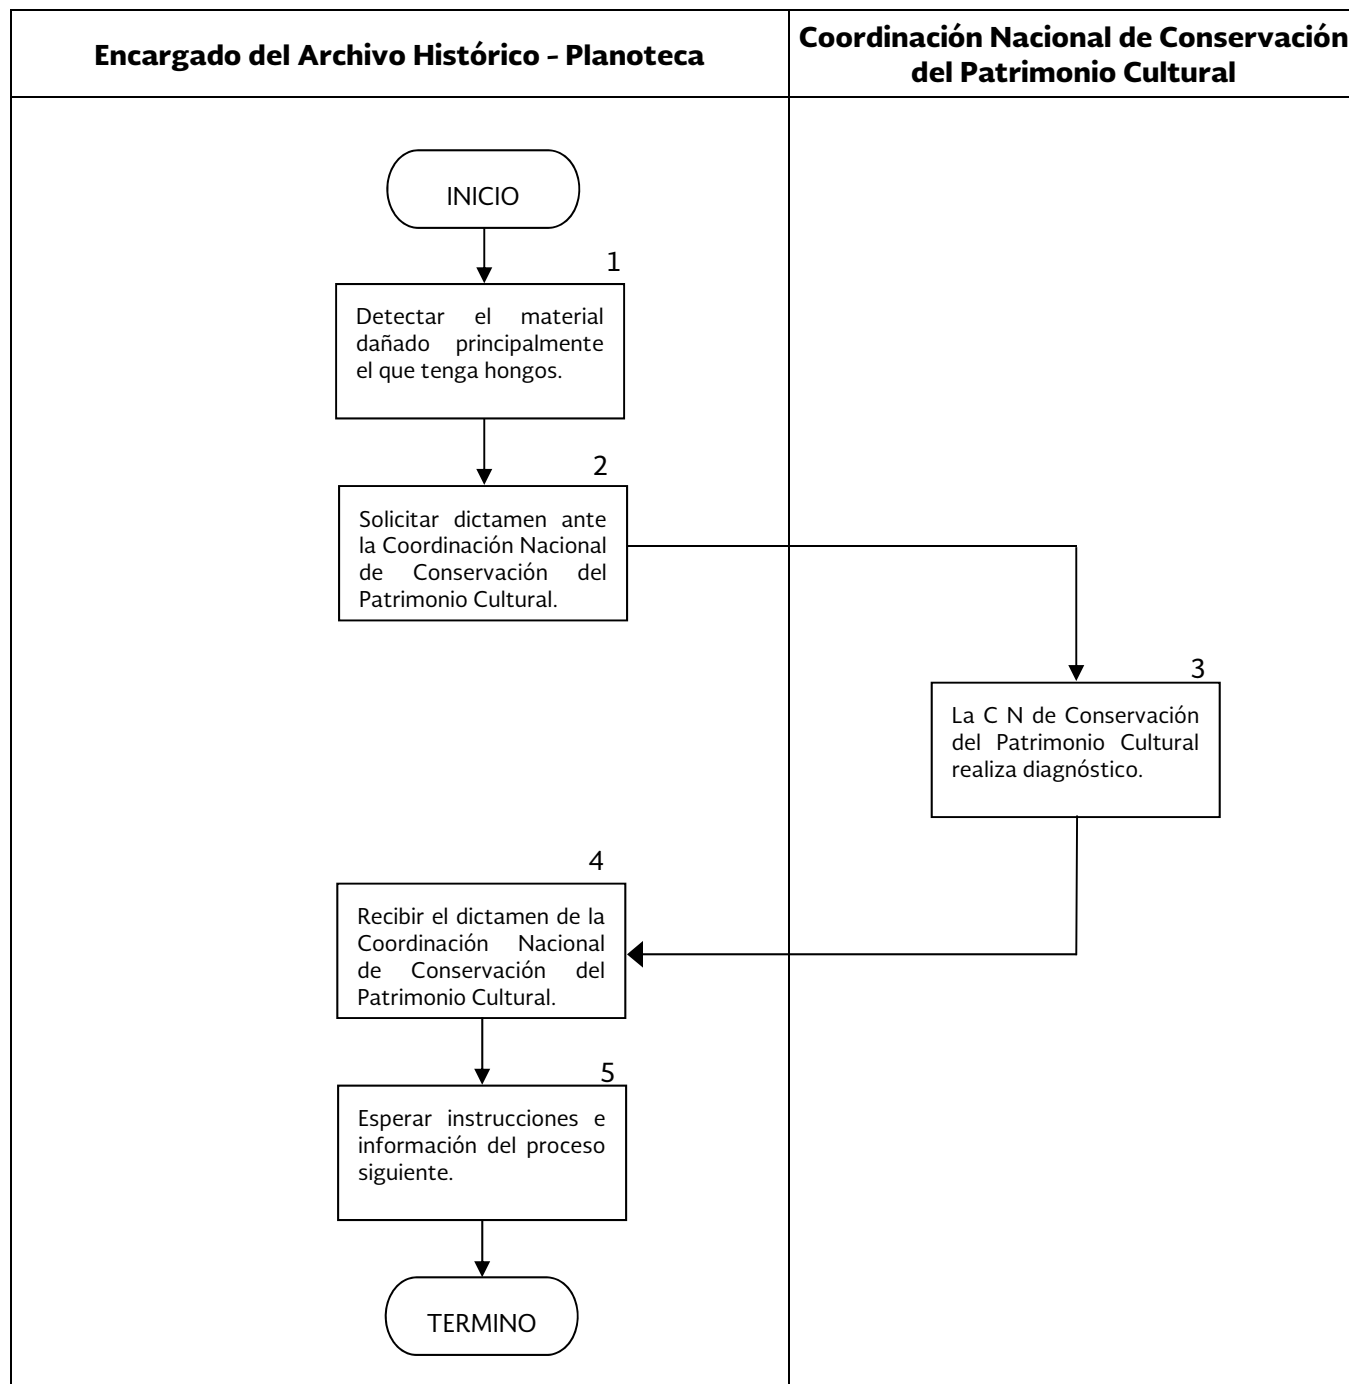 Encargado del Archivo Histórico - Planoteca
Coordinación Nacional de Conservación
del Patrimonio Cultural
INICIO
1
Detectar el material
dañado principalmente
el que tenga hongos.
2
Solicitar dictamen ante
la Coordinación Nacional
de Conservación del
Patrimonio Cultural.
3
La C N de Conservación
del Patrimonio Cultural
realiza diagnóstico.
4
Recibir el dictamen de la
Coordinación Nacional
de Conservación del
Patrimonio Cultural.
5
Esperar instrucciones e
información del proceso
siguiente.
TERMINO